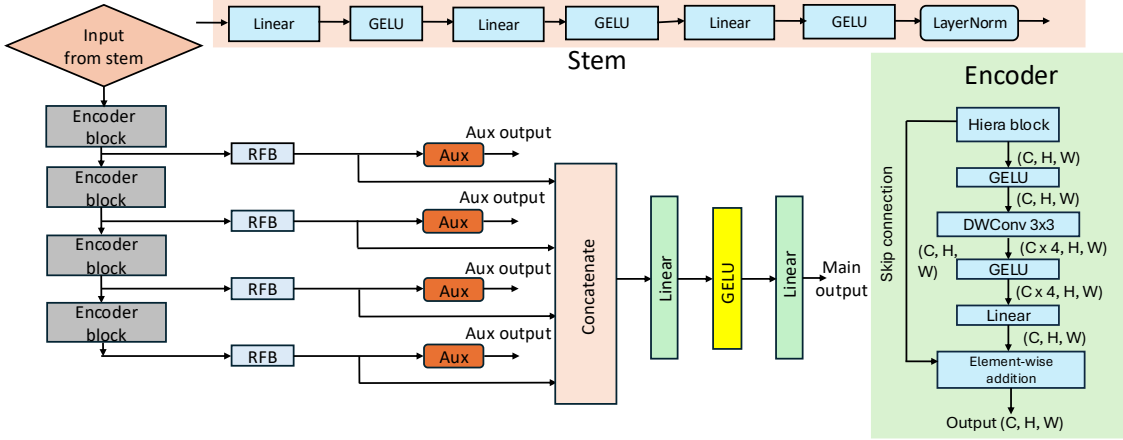 Linear
GELU
Linear
GELU
Linear
GELU
LayerNorm
Stem
Input
from stem
Encoder
block
Encoder
block
Encoder
block
Encoder
block
RFB
Aux
Aux output
RFB
Aux
Aux output
RFB
Aux
Aux output
RFB
Aux
Aux output
Concatenate
Linear
GELU
Linear
Main
output
Encoder
Hiera block
(C, H, W)
GELU
(C, H, W)
DWConv 3x3
(C x 4, H, W)
GELU
(C x 4, H, W)
Linear
(C, H, W)
Element-wise
addition
Output (C, H, W)
Skip connection
(C, H,
W)